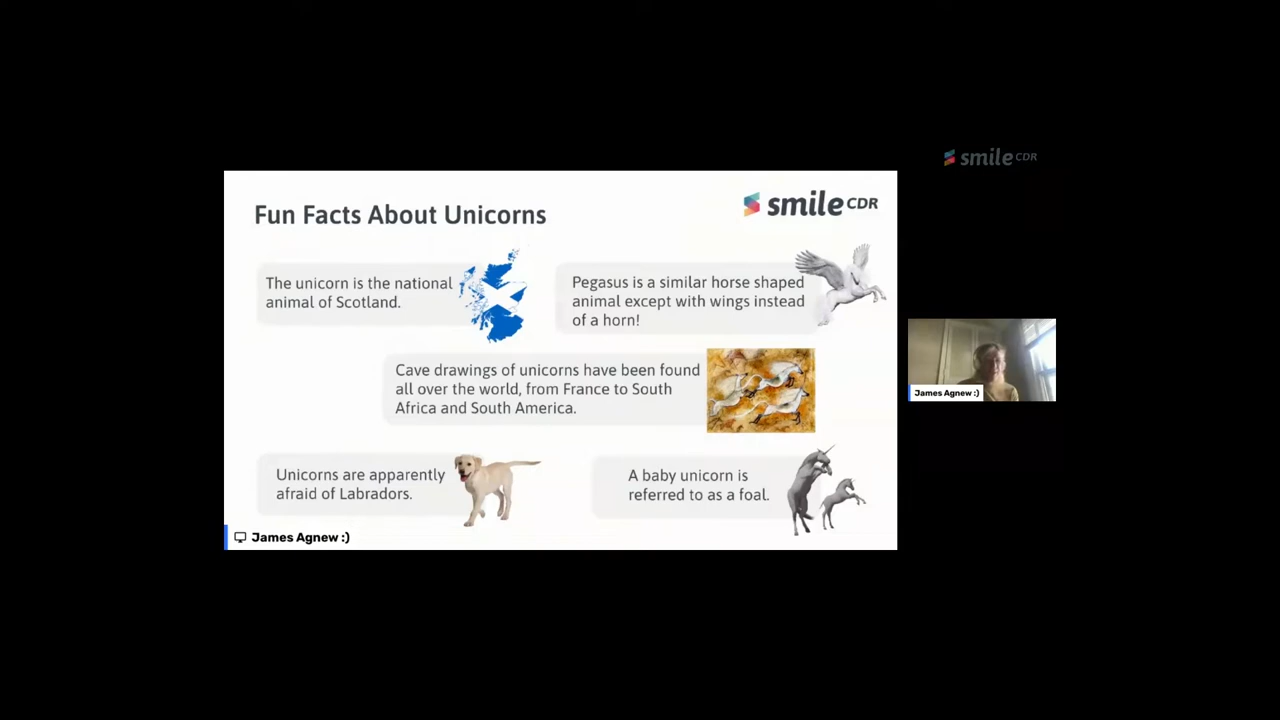 smile CDR
Fun Facts About Unicorns
smile CDR
The unicorn is the national
animal of Scotland.
Pegasus is a similar horse shaped
animal except with wings instead
of a horn!
Cave drawings of unicorns have been found
all over the world, from France to South
Africa and South America.
Unicorns are apparently
afraid of Labradors.
A baby unicorn is
referred to as a foal.
James Agnew :)
James Agnew :)